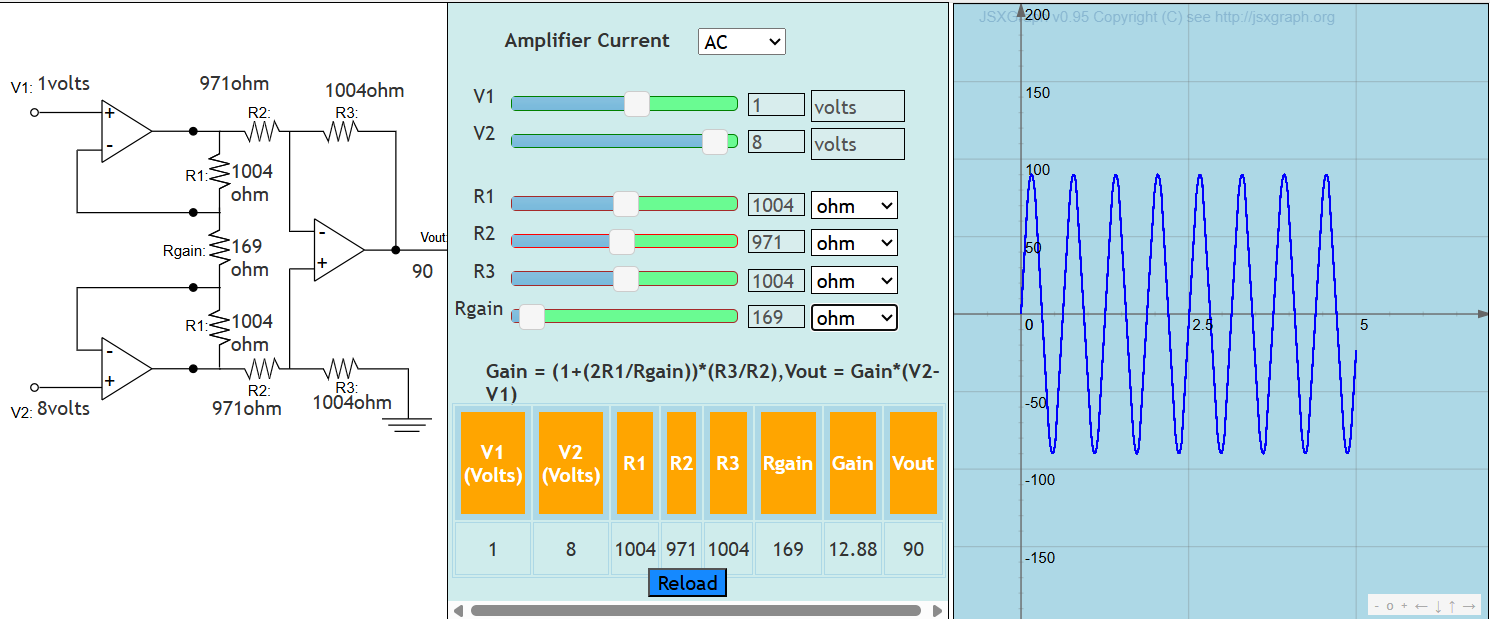 V1: 1volts
971ohm
1004ohm
R2:
R3:
+
-
R1: 1004
ohm
Rgain: 169
ohm
-
+
Vout:
90
R1: 1004
ohm
-
+
R2:
971ohm
R3:
1004ohm
V2: 8volts
Amplifier Current AC
V1 1 volts
V2 8 volts
R1 1004 ohm
R2 971 ohm
R3 1004 ohm
Rgain 169 ohm
Gain = (1+(2R1/Rgain))*(R3/R2),Vout = Gain*(V2-
V1)
V1 (Volts) V2 (Volts) R1 R2 R3 Rgain Gain Vout
1 8 1004 971 1004 169 12.88 90
Reload
JSXGraph v0.95 Copyright (C) see http://jsxgraph.org
200
150
100
50
0 2.5 5
-50
-100
-150
- o + ← ↓ ↑ →